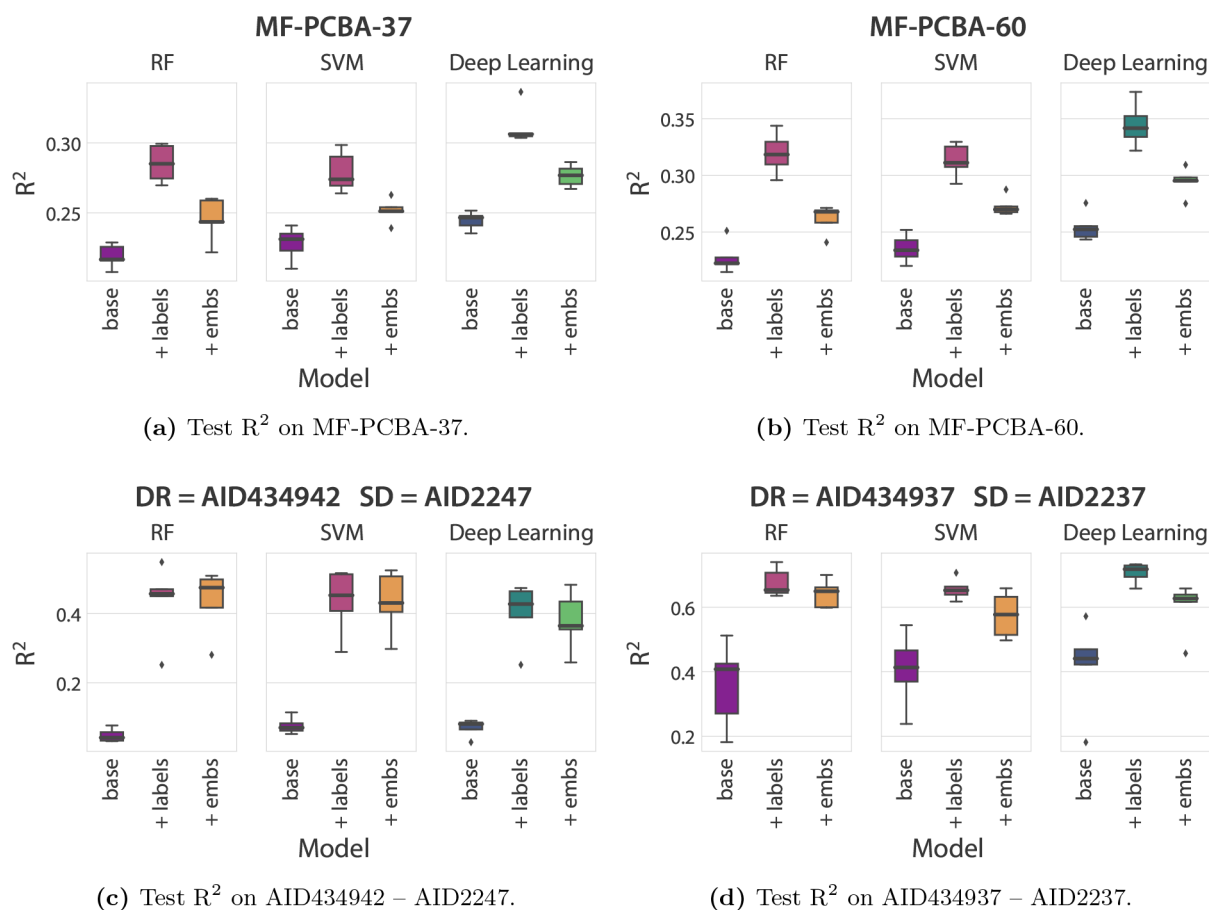 MF-PCBA-37
RF SVM Deep Learning
R²
0.30
0.25
base + labels + embs base + labels + embs base + labels + embs
Model
(a) Test R² on MF-PCBA-37.
MF-PCBA-60
RF SVM Deep Learning
R²
0.35
0.30
0.25
base + labels + embs base + labels + embs base + labels + embs
Model
(b) Test R² on MF-PCBA-60.
DR = AID434942 SD = AID2247
RF SVM Deep Learning
R²
0.4
0.2
base + labels + embs base + labels + embs base + labels + embs
Model
(c) Test R² on AID434942 – AID2247.
DR = AID434937 SD = AID2237
RF SVM Deep Learning
R²
0.6
0.4
0.2
base + labels + embs base + labels + embs base + labels + embs
Model
(d) Test R² on AID434937 – AID2237.